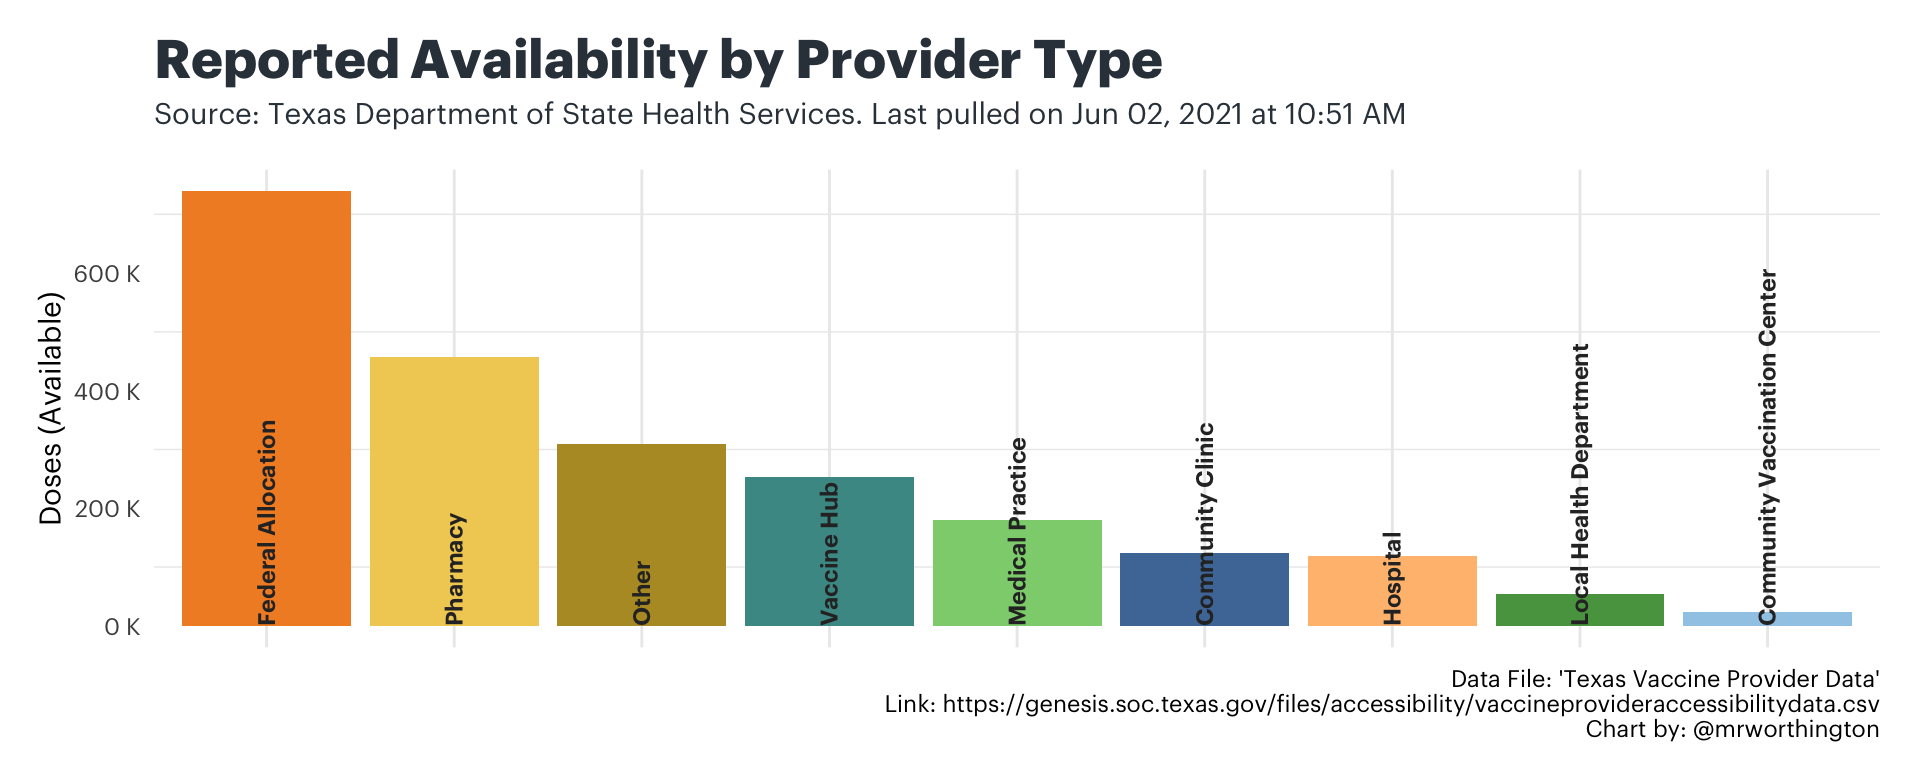 Reported Availability by Provider Type
Source: Texas Department of State Health Services. Last pulled on Jun 02, 2021 at 10:51 AM
Doses (Available)
600 K
400 K
200 K
0 K
Federal Allocation
Pharmacy
Other
Vaccine Hub
Medical Practice
Community Clinic
Hospital
Local Health Department
Community Vaccination Center
Data File: 'Texas Vaccine Provider Data'
Link: https://genesis.soc.texas.gov/files/accessibility/vaccineprovideraccessibilitydata.csv
Chart by: @mrworthington